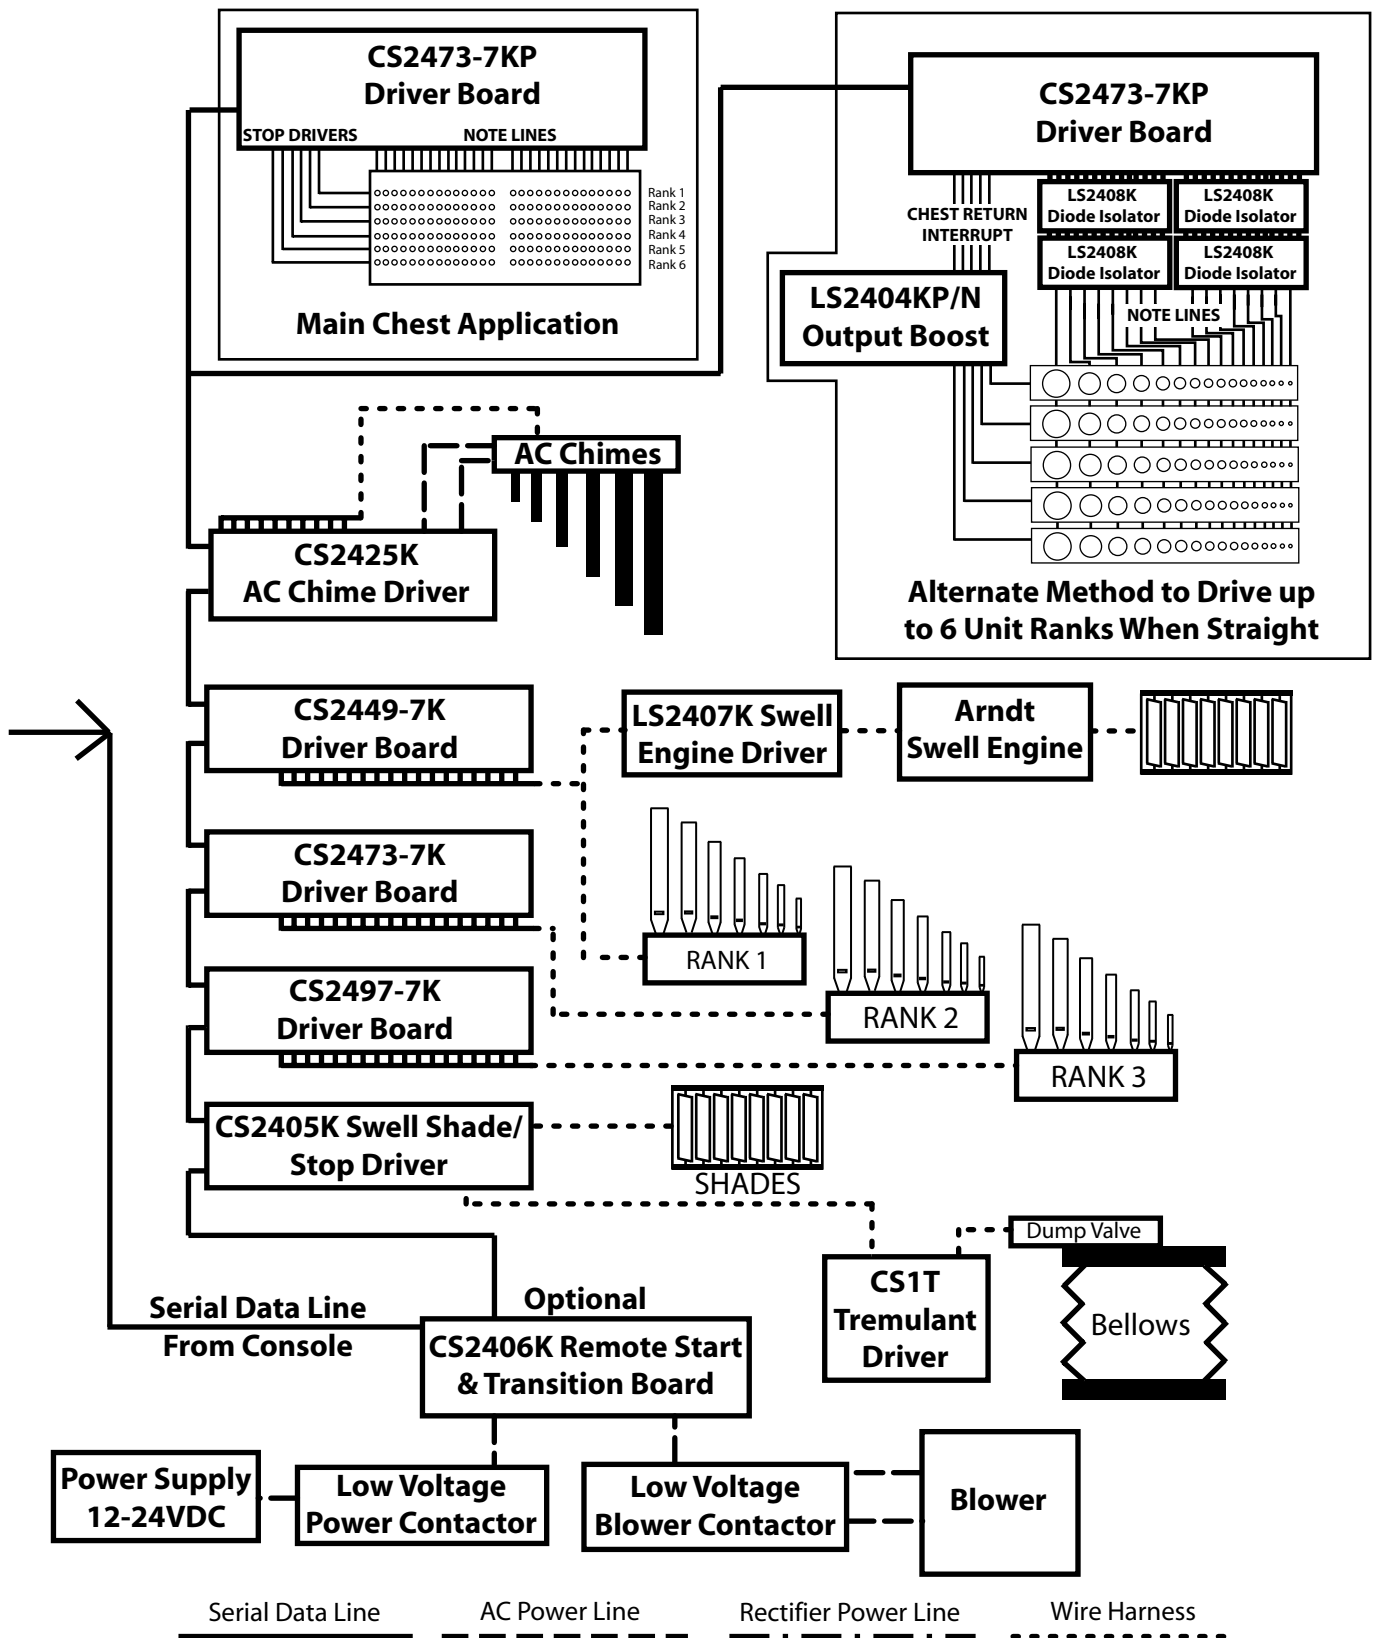 CS2473-7KP
Driver Board
STOP DRIVERS
NOTE LINES
Rank 1
Rank 2
Rank 3
Rank 4
Rank 5
Rank 6
Main Chest Application
CS2473-7KP
Driver Board
LS2408K
Diode Isolator
LS2408K
Diode Isolator
CHEST RETURN
INTERRUPT
LS2408K
Diode Isolator
LS2408K
Diode Isolator
LS2404KP/N
Output Boost
NOTE LINES
Alternate Method to Drive up
to 6 Unit Ranks When Straight
AC Chimes
CS2425K
AC Chime Driver
CS2449-7K
Driver Board
LS2407K Swell
Engine Driver
Arndt
Swell Engine
CS2473-7K
Driver Board
RANK 1
CS2497-7K
Driver Board
RANK 2
RANK 3
CS2405K Swell Shade/
Stop Driver
SHADES
Dump Valve
CS1T
Tremulant
Driver
Bellows
Serial Data Line
From Console
Optional
CS2406K Remote Start
& Transition Board
Power Supply
12-24VDC
Low Voltage
Power Contactor
Low Voltage
Blower Contactor
Blower
Serial Data Line
AC Power Line
Rectifier Power Line
Wire Harness